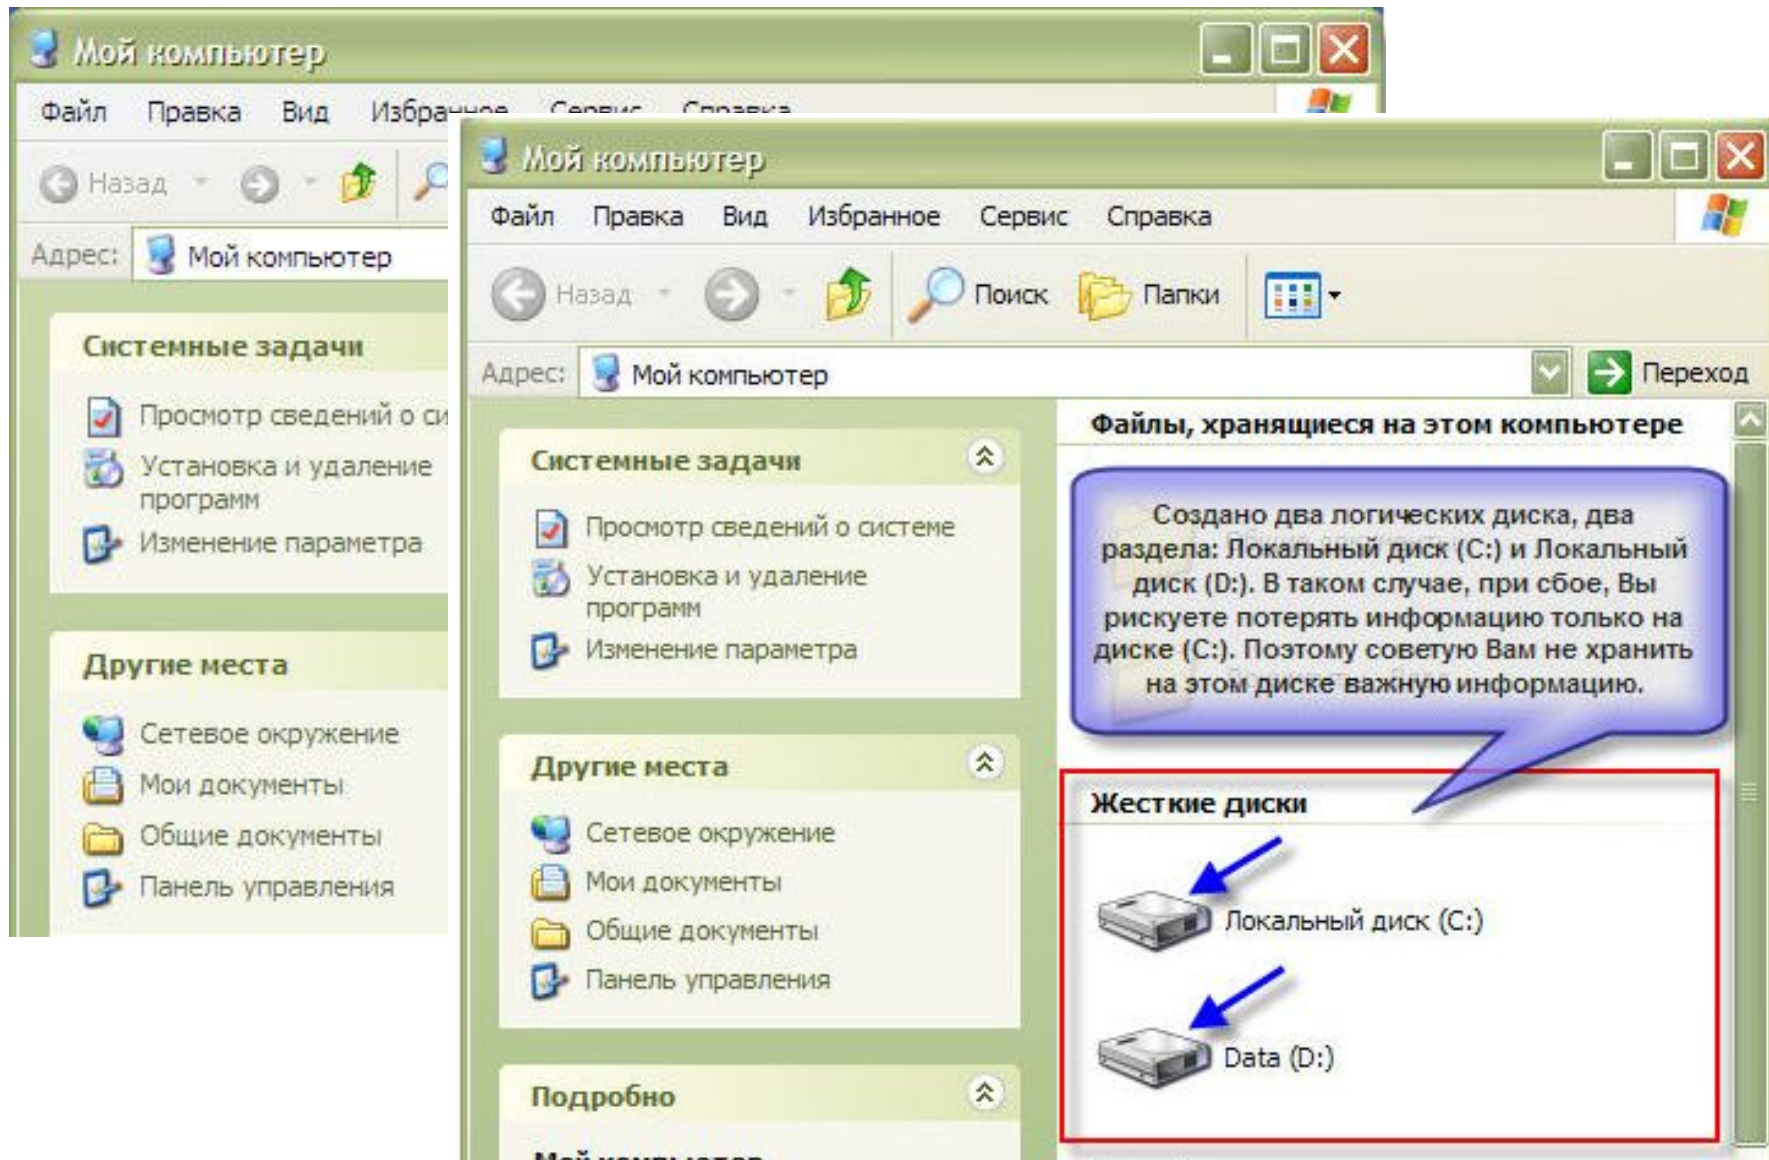 Мой компьютер
Файл Правка Вид Избранное Сервис Справка
Назад
Адрес: Мой компьютер
Системные задачи
Просмотр сведений о си
Установка и удаление
программ
Изменение параметра
Другие места
Сетевое окружение
Мои документы
Общие документы
Панель управления
Мой компьютер
Файл Правка Вид Избранное Сервис Справка
Назад Поиск Папки
Адрес: Мой компьютер Переход
Системные задачи
Просмотр сведений о системе
Установка и удаление
программ
Изменение параметра
Другие места
Сетевое окружение
Мои документы
Общие документы
Панель управления
Подробно
Мой компьютер
Файлы, хранящиеся на этом компьютере
Создано два логических диска, два
раздела: Локальный диск (C:) и Локальный
диск (D:). В таком случае, при сбое, Вы
рискуете потерять информацию только на
диске (C:). Поэтому советую Вам не хранить
на этом диске важную информацию.
Жесткие диски
Локальный диск (C:)
Data (D:)